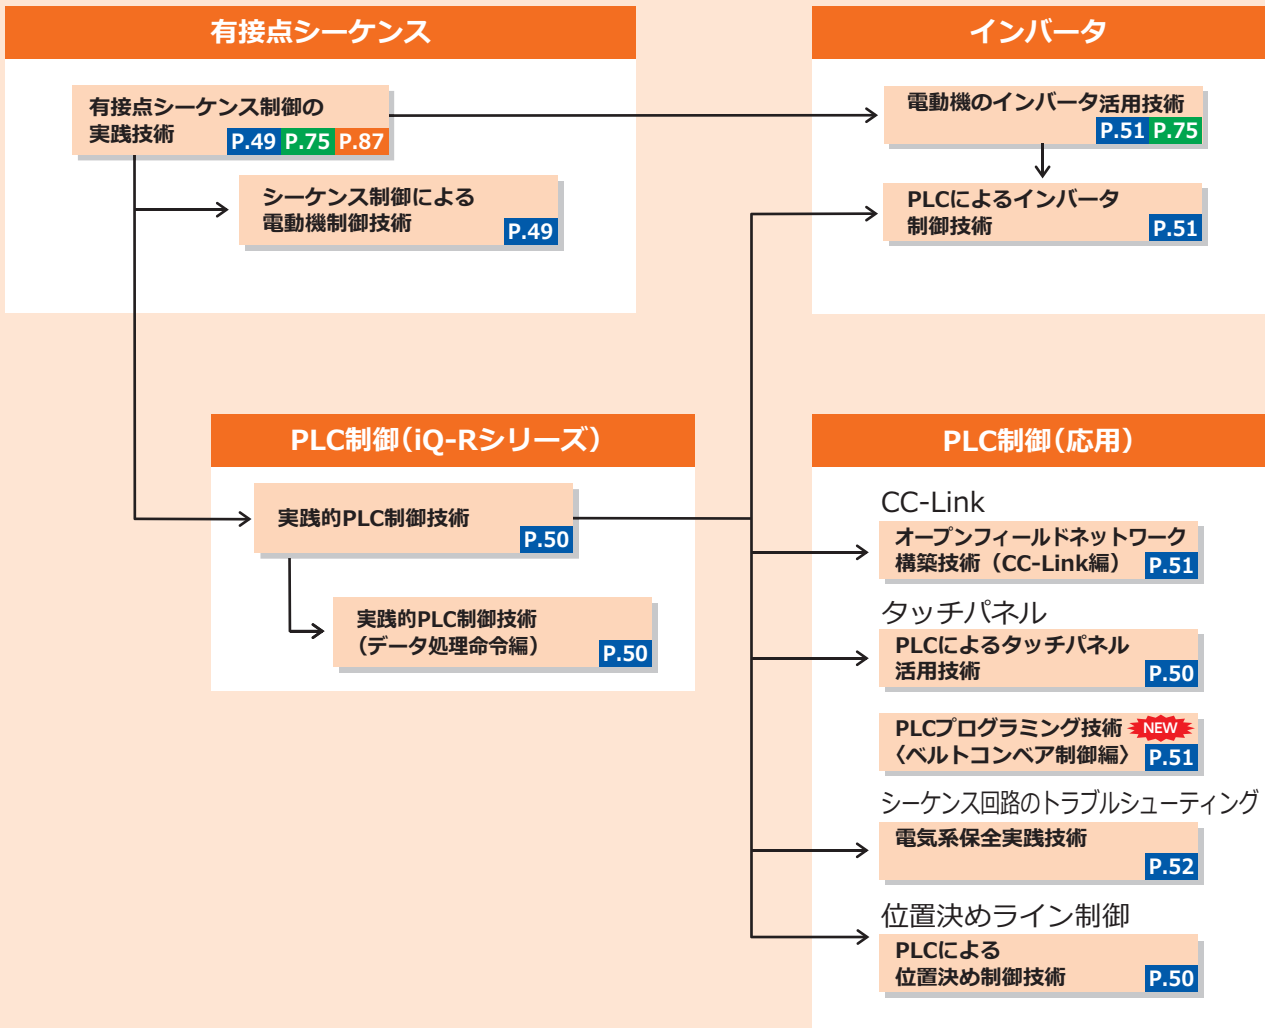 有接点シーケンス
有接点シーケンス制御の
実践技術
P.49 P.75 P.87
シーケンス制御による
電動機制御技術
P.49
インバータ
電動機のインバータ活用技術
P.51 P.75
PLCによるインバータ
制御技術
P.51
PLC制御(iQ-Rシリーズ)
実践的PLC制御技術
P.50
実践的PLC制御技術
(データ処理命令編)
P.50
PLC制御(応用)
CC-Link
オープンフィールドネットワーク
構築技術(CC-Link編)
P.51
タッチパネル
PLCによるタッチパネル
活用技術
P.50
PLCプログラミング技術 NEW
〈ベルトコンベア制御編〉
P.51
シーケンス回路のトラブルシューティング
電気系保全実践技術
P.52
位置決めライン制御
PLCによる
位置決め制御技術
P.50